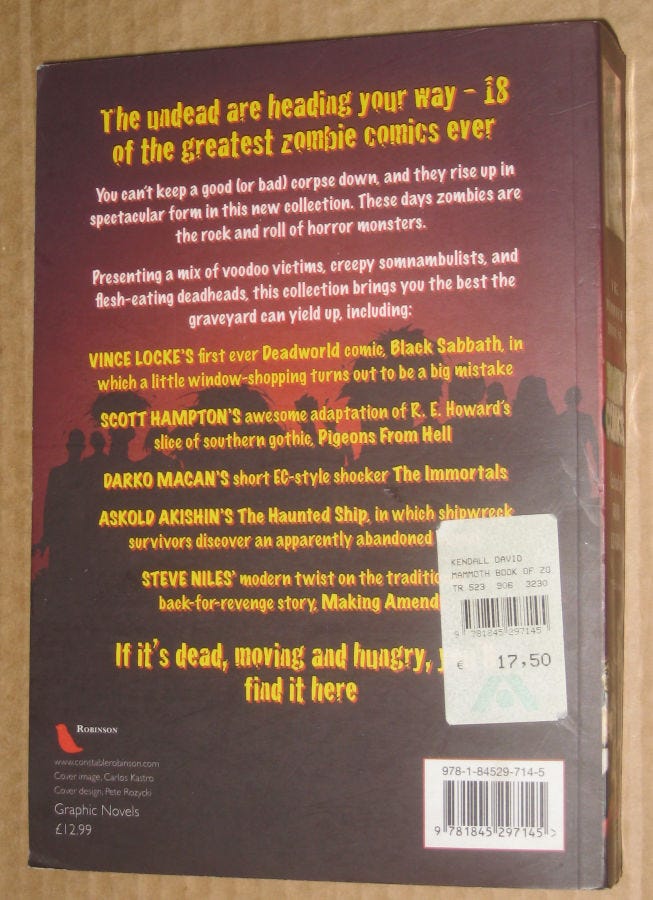 The undead are heading your way – 18
of the greatest zombie comics ever
You can't keep a good (or bad) corpse down, and they rise up in
spectacular form in this new collection. These days zombies are
the rock and roll of horror monsters.
Presenting a mix of voodoo victims, creepy somnambulists, and
flesh-eating deadheads, this collection brings you the best the
graveyard can yield up, including:
VINCE LOCKE'S first ever Deadworld comic, Black Sabbath, in
which a little window-shopping turns out to be a big mistake
SCOTT HAMPTON'S awesome adaptation of R. E. Howard's
slice of southern gothic, Pigeons From Hell
DARKO MACAN'S short EC-style shocker The Immortals
ASKOLD AKISHIN'S The Haunted Ship, in which shipwreck
survivors discover an apparently abandoned
STEVE NILES' modern twist on the traditio
back-for-revenge story, Making Amend
If it's dead, moving and hungry, y
find it here
KENDALL DAVID
MAMMOTH BOOK OF ZO
TR 523 906 3230
9 781845 297145
€ 17,50
ROBINSON
www.constablerobinson.com
Cover image, Carlos Kastro
Cover design, Pete Rozycki
Graphic Novels
£12.99
978-1-84529-714-5
9 781845 297145 >